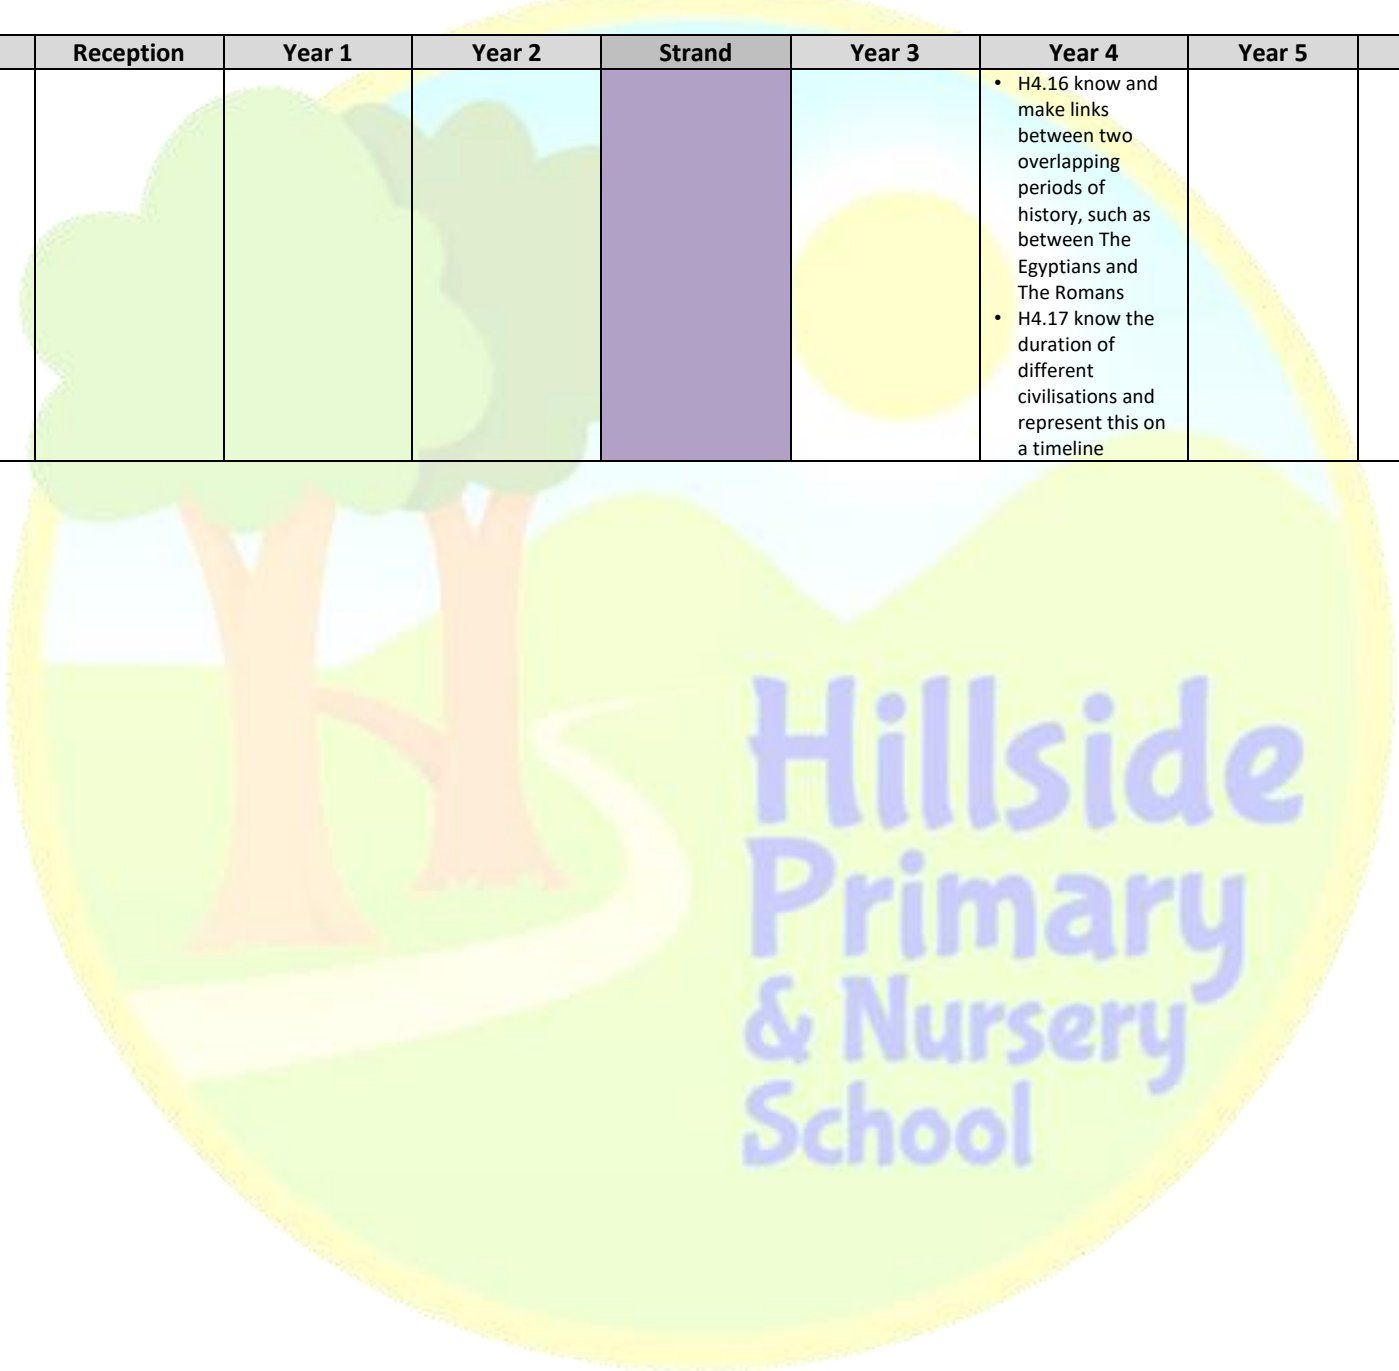 Reception Year 1 Year 2 Strand Year 3 Year 4 Year 5
• H4.16 know and
make links
between two
overlapping
periods of
history, such as
between The
Egyptians and
The Romans
• H4.17 know the
duration of
different
civilisations and
represent this on
a timeline
Hillside
Primary
& Nursery
School